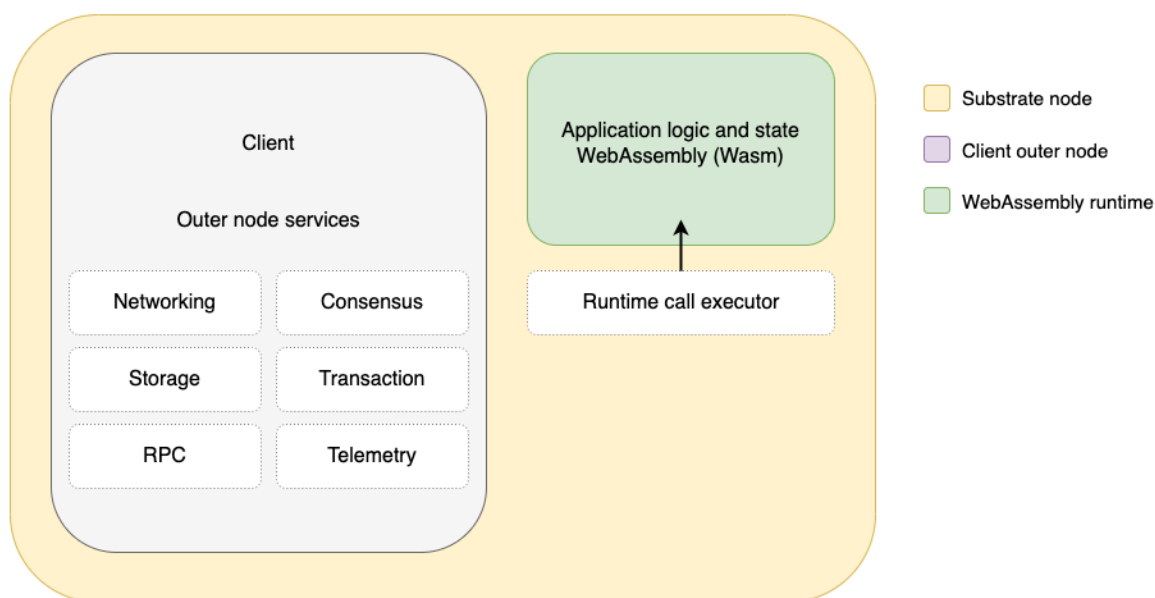 Client
Outer node services
Networking
Consensus
Storage
Transaction
RPC
Telemetry
Application logic and state
WebAssembly (Wasm)
Runtime call executor
Substrate node
Client outer node
WebAssembly runtime